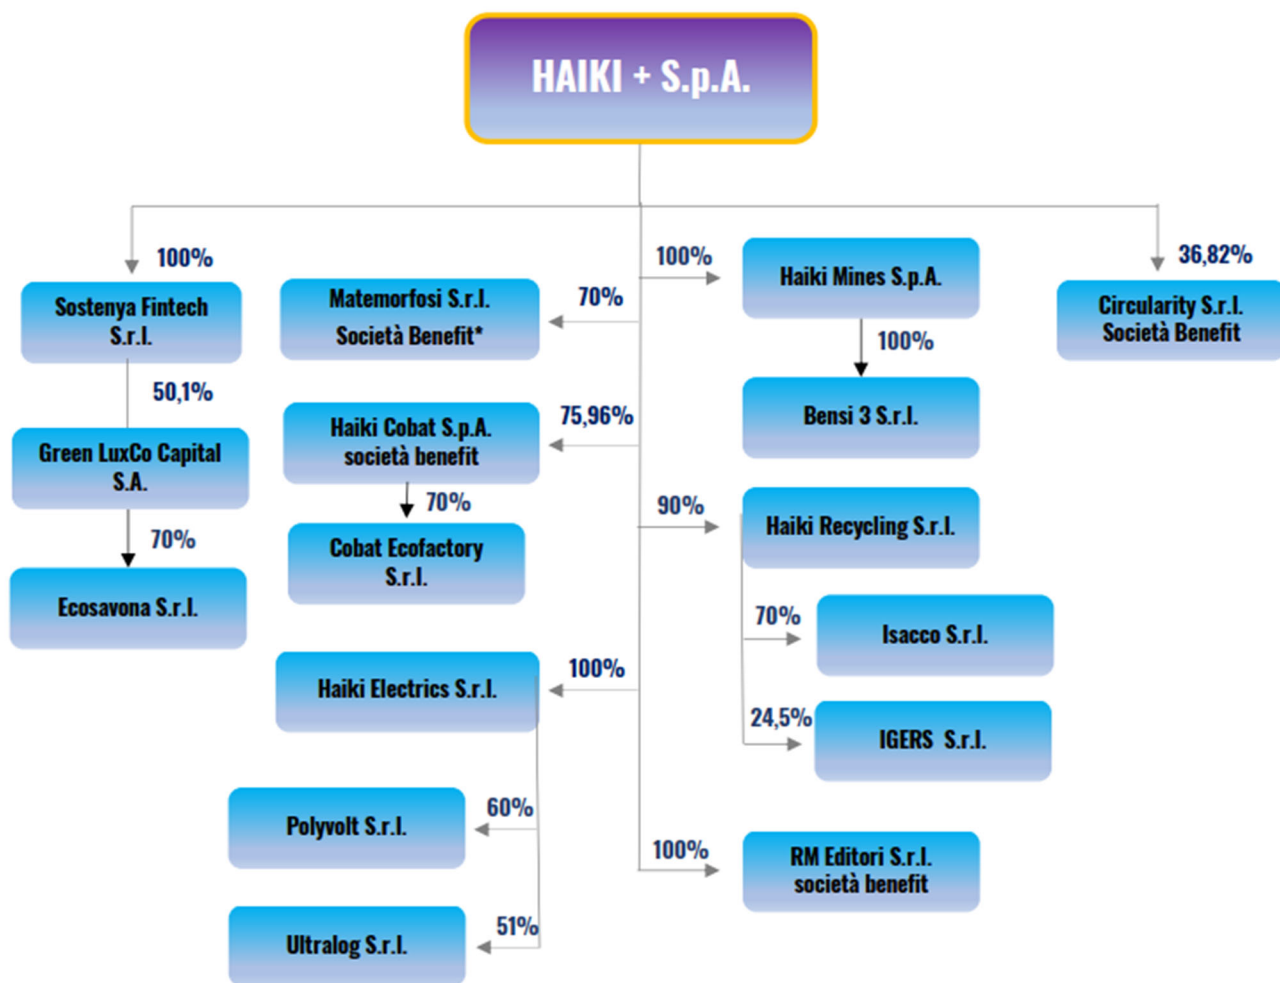 HAIKI + S.p.A.
100%
Sostenya Fintech
S.r.l.
50,1%
Green LuxCo Capital
S.A.
70%
Ecosavona S.r.l.
70%
Matemorfosi S.r.l.
Società Benefit*
75,96%
Haiki Cobat S.p.A.
società benefit
70%
Cobat Ecofactory
S.r.l.
100%
Haiki Electrics S.r.l.
60%
Polyvolt S.r.l.
51%
Ultralog S.r.l.
100%
Haiki Mines S.p.A.
100%
Bensi 3 S.r.l.
90%
Haiki Recycling S.r.l.
70%
Isacco S.r.l.
24,5%
IGERS S.r.l.
100%
RM Editori S.r.l.
società benefit
36,82%
Circularity S.r.l.
Società Benefit